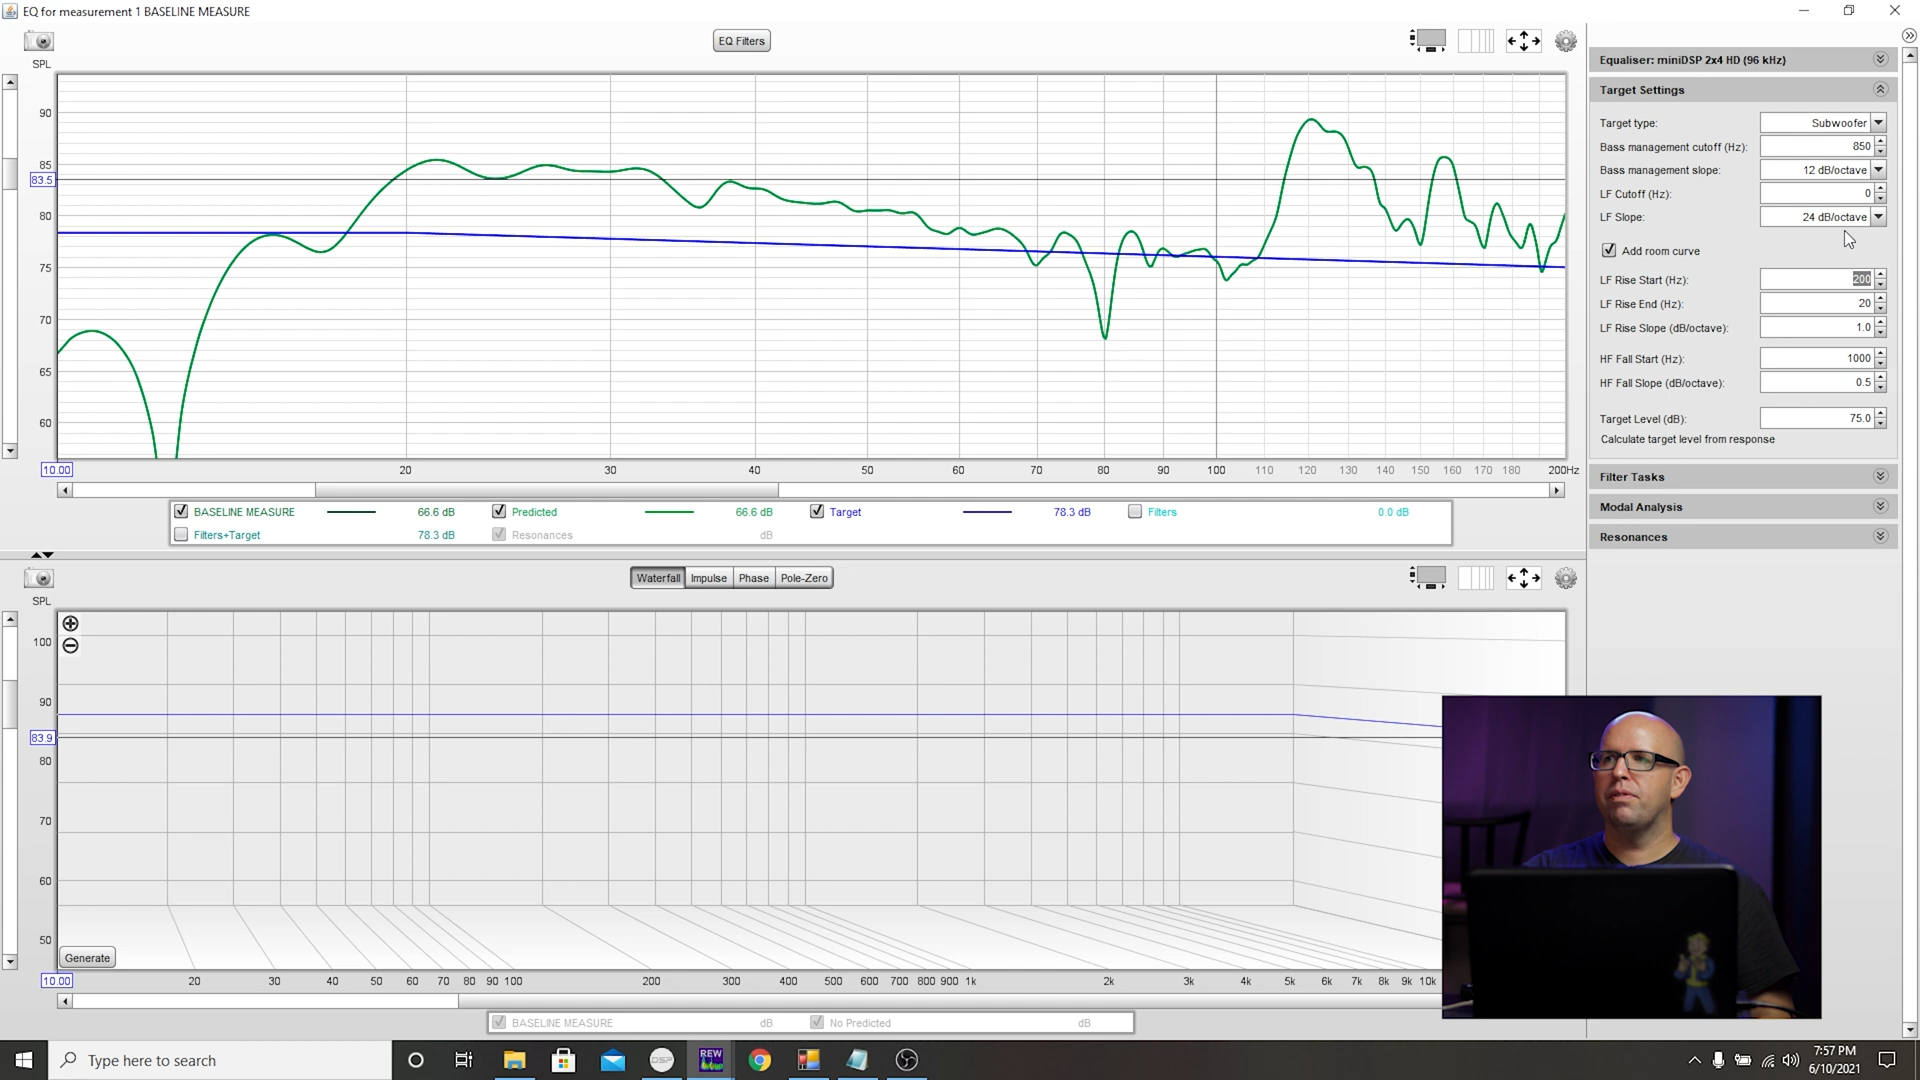 EQ for measurement 1 BASELINE MEASURE
EQ Filters
SPL
90
85
83.5
80
75
70
65
60
10.00 20 30 40 50 60 70 80 90 100 110 120 130 140 150 160 170 180 200Hz
BASELINE MEASURE 66.6 dB Predicted 66.6 dB Target 78.3 dB Filters 0.0 dB
Filters+Target 78.3 dB Resonances dB
Equaliser: miniDSP 2x4 HD (96 kHz)
Target Settings
Target type: Subwoofer
Bass management cutoff (Hz): 850
Bass management slope: 12 dB/octave
LF Cutoff (Hz): 0
LF Slope: 24 dB/octave
Add room curve
LF Rise Start (Hz): 200
LF Rise End (Hz): 20
LF Rise Slope (dB/octave): 1.0
HF Fall Start (Hz): 1000
HF Fall Slope (dB/octave): 0.5
Target Level (dB): 75.0
Calculate target level from response
Filter Tasks
Modal Analysis
Resonances
Waterfall Impulse Phase Pole-Zero
SPL
100
90
83.9
80
70
60
50
Generate
10.00 20 30 40 50 60 70 80 90 100 200 300 400 500 600 700 800 900 1k 2k 3k 4k 5k 6k 7k 8k 9k 10k
BASELINE MEASURE dB No Predicted dB
Type here to search
DSP
REW
7:57 PM
6/10/2021